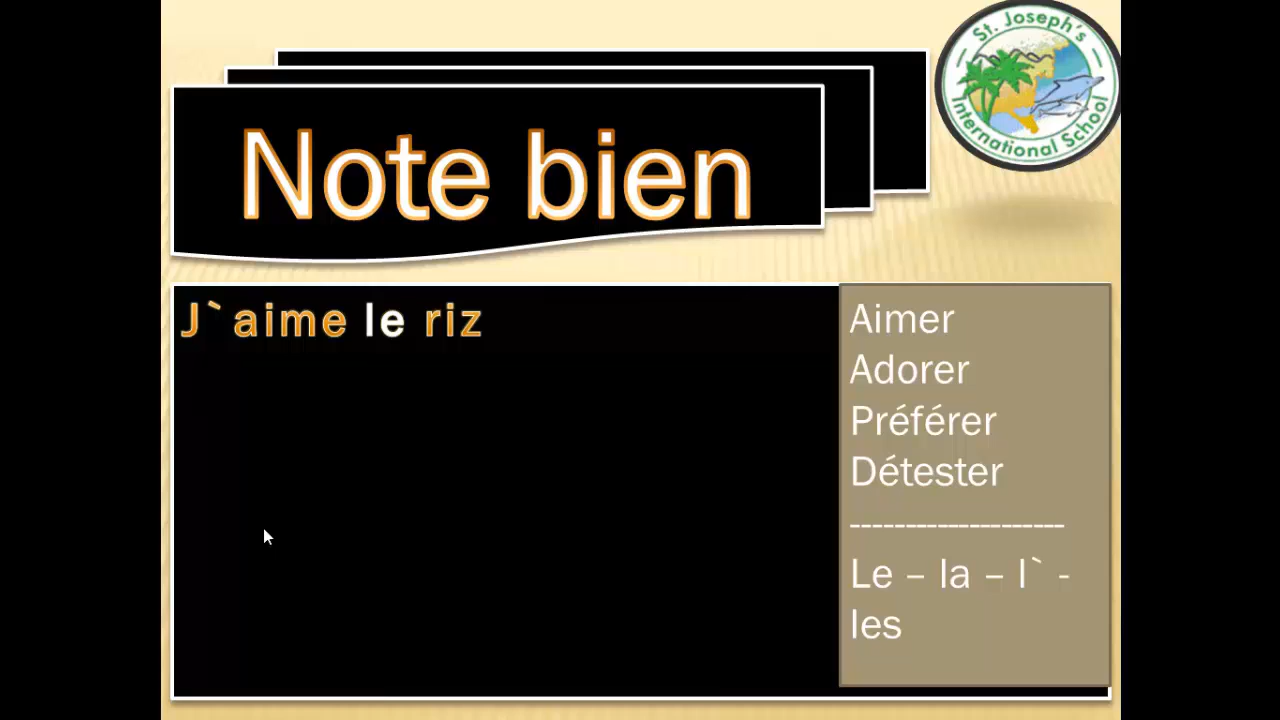 St. Joseph's
International School
Note bien
J`aime le riz
Aimer
Adorer
Préférer
Détester
--------------------
Le – la – l` -
les